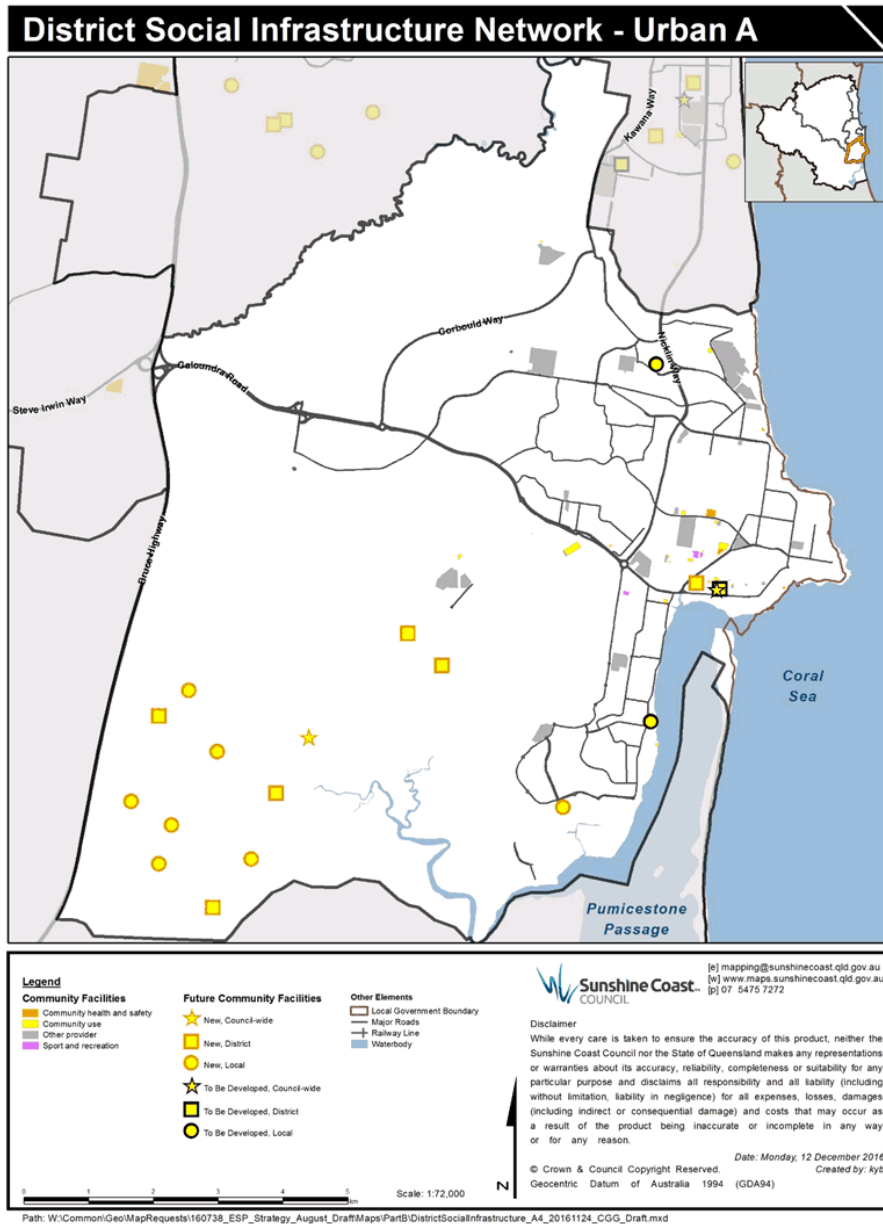 District Social Infrastructure Network - Urban A
Kawana Way
Corbould Way
Nicklin Way
Caloundra Road
Steve Irwin Way
Bruce Highway
Coral
Sea
Pumicestone
Passage
Legend
Community Facilities
Community health and safety
Community use
Other provider
Sport and recreation
Future Community Facilities
New, Council-wide
New, District
New, Local
To Be Developed, Council-wide
To Be Developed, District
To Be Developed, Local
Other Elements
Local Government Boundary
Major Roads
Railway Line
Waterbody
0 1 2 3 4 5
km
Scale: 1:72,000
N
Sunshine Coast
COUNCIL
[e] mapping@sunshinecoast.qld.gov.au
[w] www.maps.sunshinecoast.qld.gov.au
[p] 07 5475 7272
Disclaimer
While every care is taken to ensure the accuracy of this product, neither the
Sunshine Coast Council nor the State of Queensland makes any representations
or warranties about its accuracy, reliability, completeness or suitability for any
particular purpose and disclaims all responsibility and all liability (including
without limitation, liability in negligence) for all expenses, losses, damages
(including indirect or consequential damage) and costs that may occur as
a result of the product being inaccurate or incomplete in any way
or for any reason.
Date: Monday, 12 December 2016
© Crown & Council Copyright Reserved.
Created by: kyb
Geocentric Datum of Australia 1994 (GDA94)
Path: W:\Common\Geo\MapRequests\160738_ESP_Strategy_August_Draft\Maps\PartB\DistrictSocialInfrastructure_A4_20161124_CGG_Draft.mxd